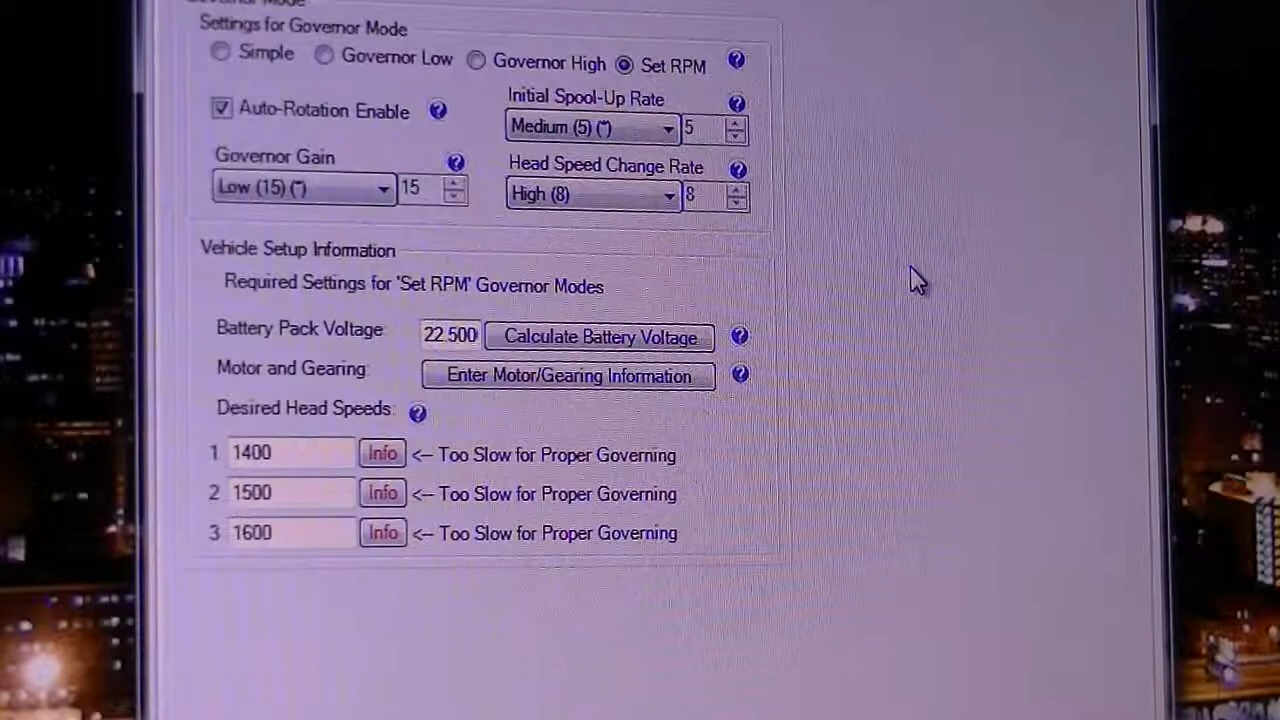 Settings for Governor Mode
Simple Governor Low Governor High Set RPM
Auto-Rotation Enable
Initial Spool-Up Rate
Medium (5) (*) 5
Governor Gain
Low (15) (*) 15
Head Speed Change Rate
High (8) 8
Vehicle Setup Information
Required Settings for 'Set RPM' Governor Modes
Battery Pack Voltage: 22.500 Calculate Battery Voltage
Motor and Gearing: Enter Motor/Gearing Information
Desired Head Speeds:
1 1400 Info <-- Too Slow for Proper Governing
2 1500 Info <-- Too Slow for Proper Governing
3 1600 Info <-- Too Slow for Proper Governing